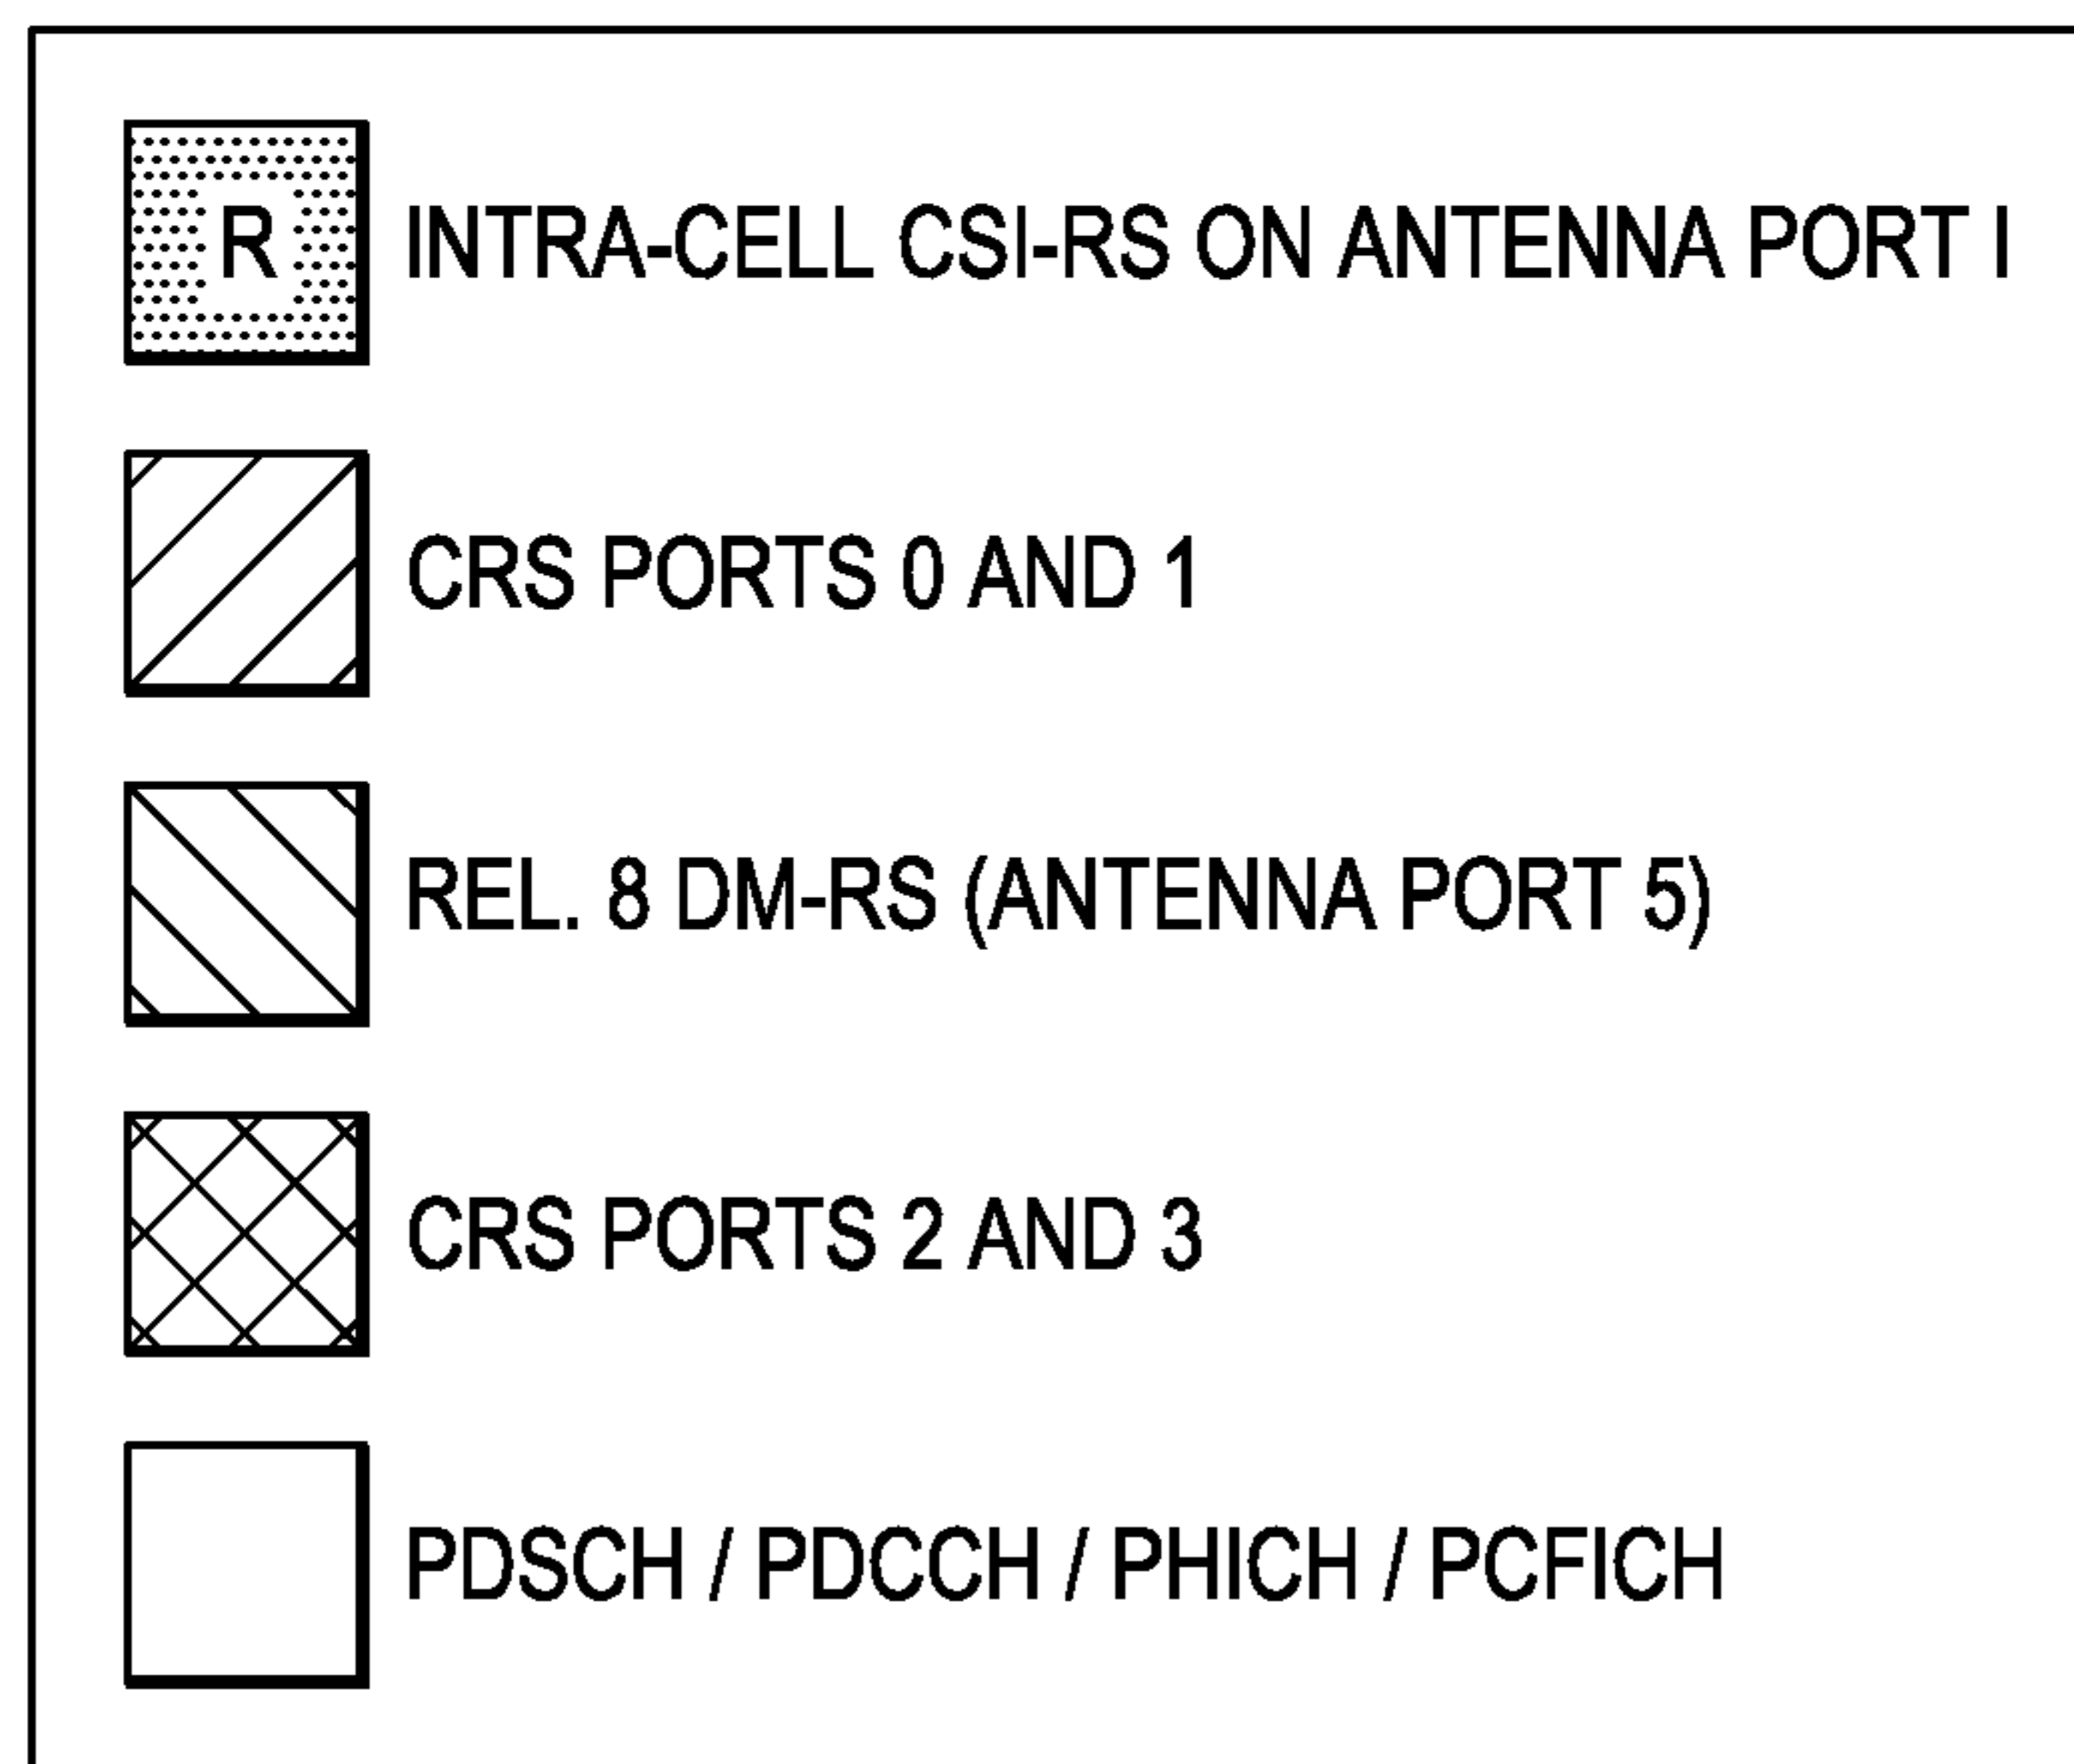 R INTRA-CELL CSI-RS ON ANTENNA PORT I
CRS PORTS 0 AND 1
REL. 8 DM-RS (ANTENNA PORT 5)
CRS PORTS 2 AND 3
PDSCH / PDCCH / PHICH / PCFICH